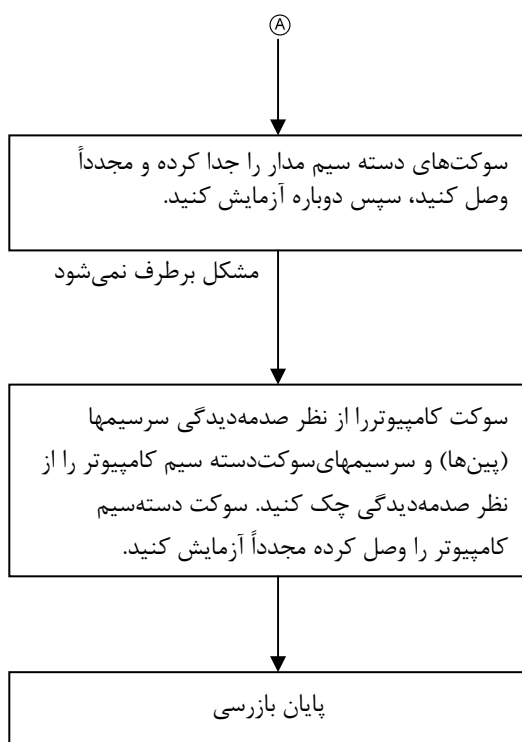 Ⓐ
سوکت‌های دسته سیم مدار را جدا کرده و مجدداً
وصل کنید، سپس دوباره آزمایش کنید.
مشکل برطرف نمی‌شود
سوکت کامپیوتررا از نظر صدمه‌دیدگی سرسیمها
(پین‌ها) و سرسیمهای‌سوکت‌دسته سیم کامپیوتر را از
نظر صدمه‌دیدگی چک کنید. سوکت دسته‌سیم
کامپیوتر را وصل کرده مجدداً آزمایش کنید.
پایان بازرسی